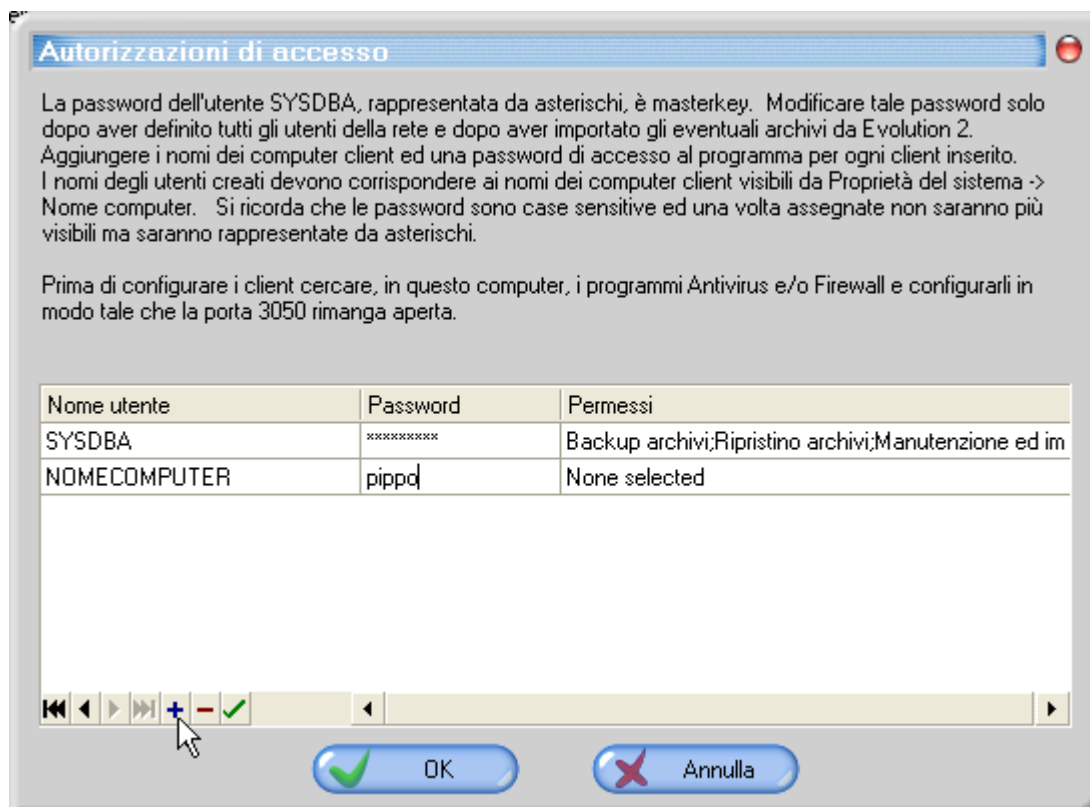 Autorizzazioni di accesso
La password dell'utente SYSDBA, rappresentata da asterischi, è masterkey. Modificare tale password solo
dopo aver definito tutti gli utenti della rete e dopo aver importato gli eventuali archivi da Evolution 2.
Aggiungere i nomi dei computer client ed una password di accesso al programma per ogni client inserito.
I nomi degli utenti creati devono corrispondere ai nomi dei computer client visibili da Proprietà del sistema ->
Nome computer. Si ricorda che le password sono case sensitive ed una volta assegnate non saranno più
visibili ma saranno rappresentate da asterischi.
Prima di configurare i client cercare, in questo computer, i programmi Antivirus e/o Firewall e configurarli in
modo tale che la porta 3050 rimanga aperta.
Nome utente Password Permessi
SYSDBA ********* Backup archivi;Ripristino archivi;Manutenzione ed im
NOMECOMPUTER pippo None selected
OK Annulla